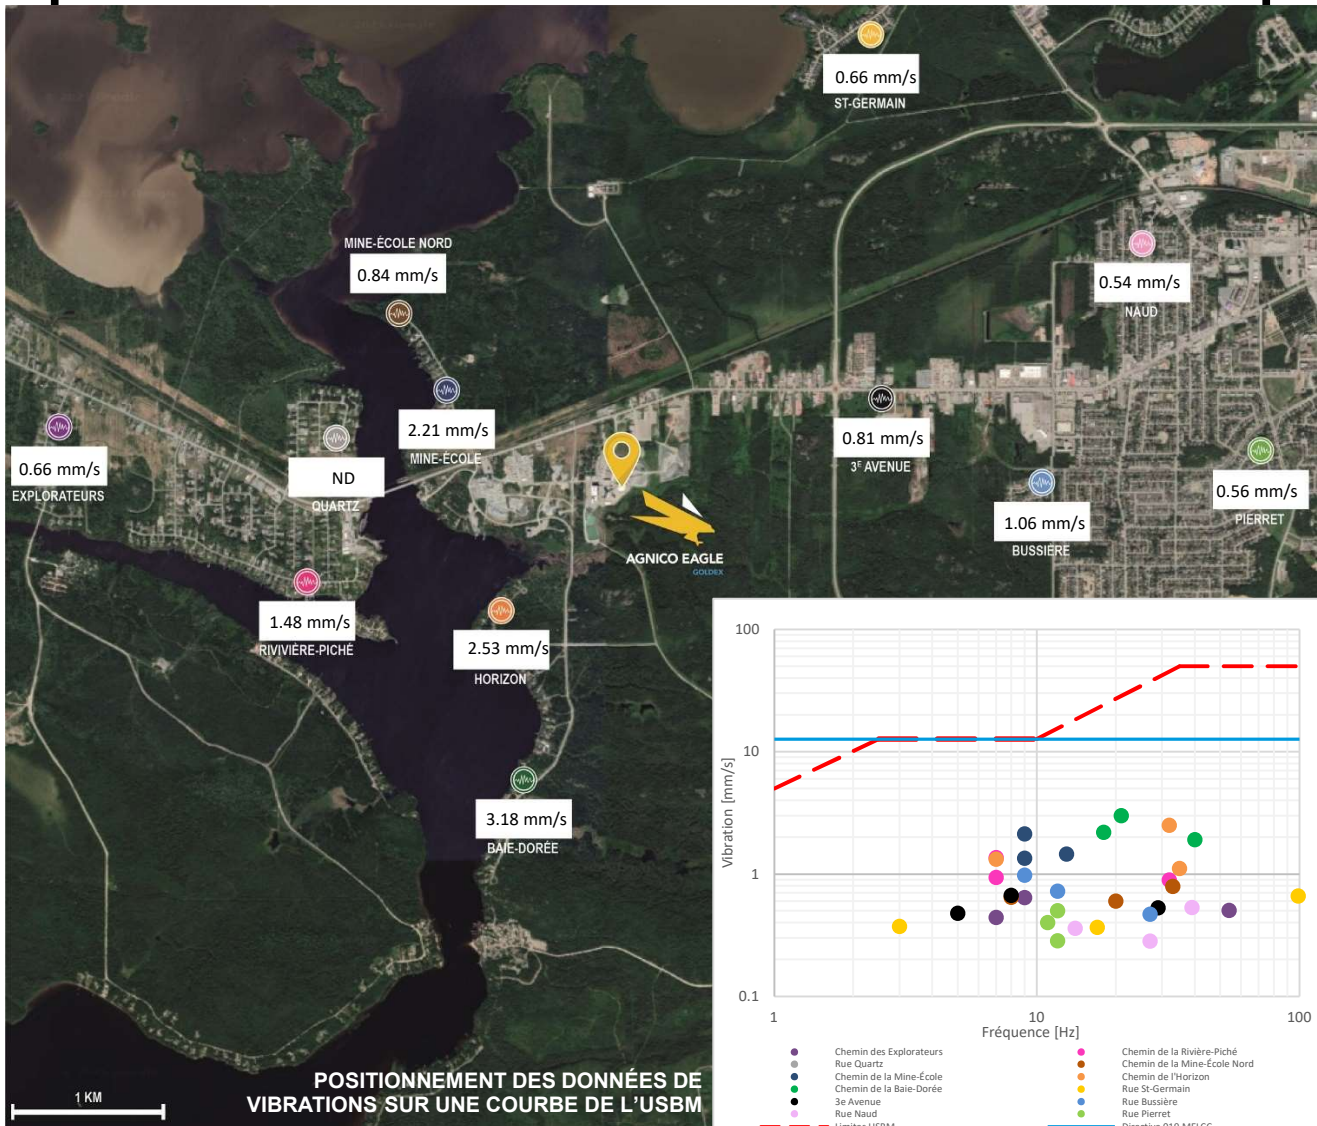 0.66 mm/s
ST-GERMAIN
MINE-ÉCOLE NORD
0.84 mm/s
0.54 mm/s
NAUD
2.21 mm/s
MINE-ÉCOLE
0.66 mm/s
EXPLORATEURS
ND
QUARTZ
0.81 mm/s
3E AVENUE
1.06 mm/s
BUSSIÈRE
0.56 mm/s
PIERRET
AGNICO EAGLE
GOLDEX
1.48 mm/s
RIVIVIÈRE-PICHÉ
2.53 mm/s
HORIZON
3.18 mm/s
BAIE-DORÉE
1 KM
POSITIONNEMENT DES DONNÉES DE
VIBRATIONS SUR UNE COURBE DE L'USBM
100
10
1
0.1
Vibration [mm/s]
1
10
100
Fréquence [Hz]
Chemin des Explorateurs
Chemin de la Rivière-Piché
Rue Quartz
Chemin de la Mine-École Nord
Chemin de la Mine-École
Chemin de l'Horizon
Chemin de la Baie-Dorée
Rue St-Germain
3e Avenue
Rue Bussière
Rue Naud
Rue Pierret
Limites USBM
Directive 019 MELCC